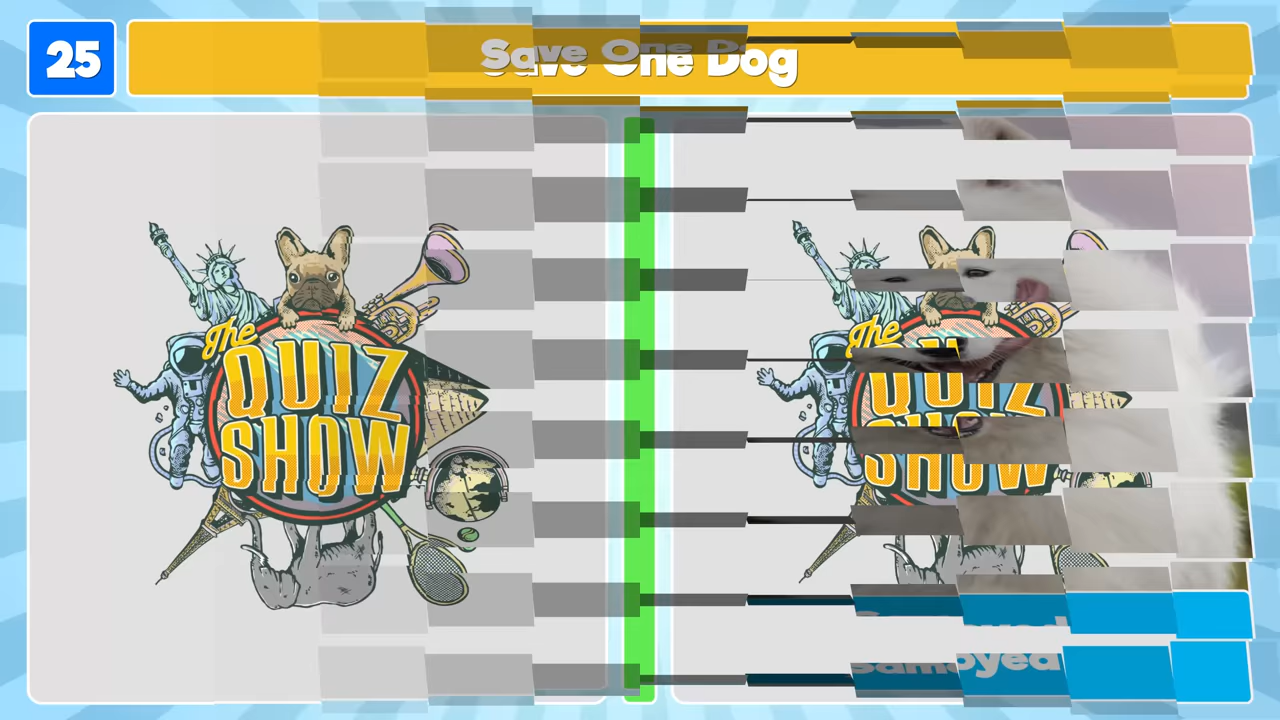 25
Save One Dog
The
QUIZ
SHOW
The
QUIZ
SHOW
Samoyed